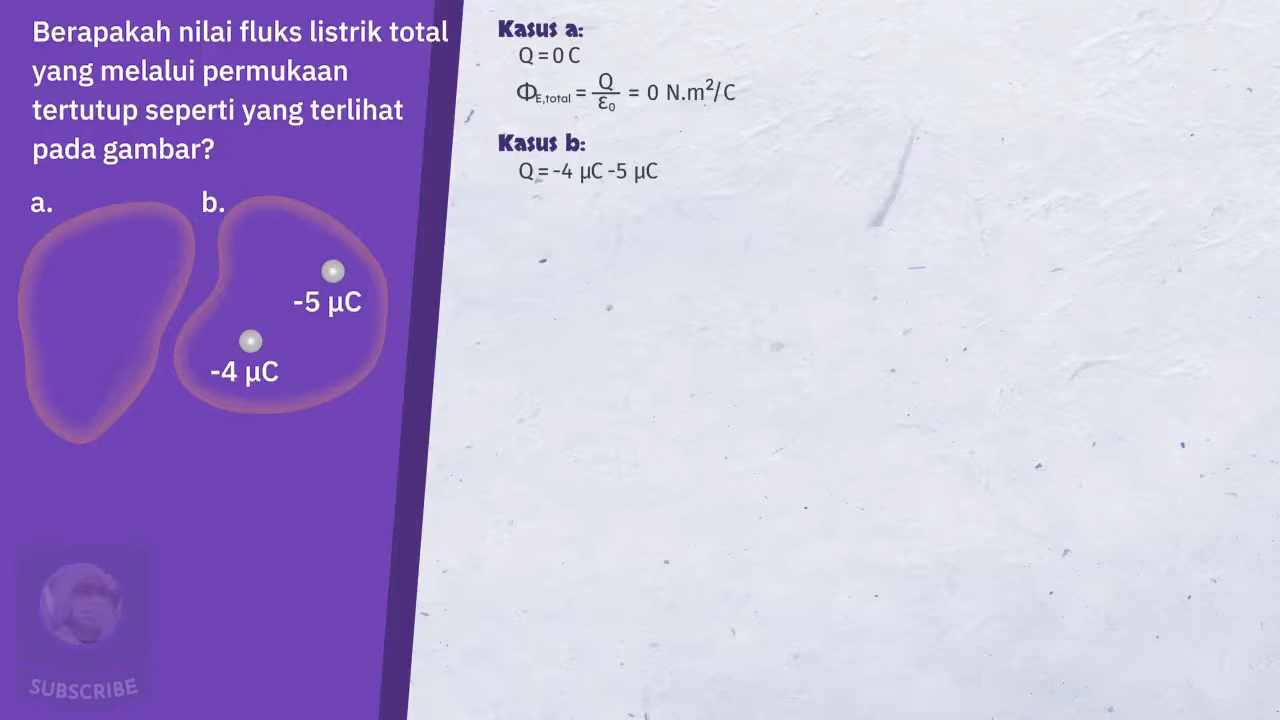 Berapakah nilai fluks listrik total
yang melalui permukaan
tertutup seperti yang terlihat
pada gambar?
a.
b.
-5 µC
-4 µC
SUBSCRIBE
Kasus a:
Q = 0 C
ΦE,total = Q/ε₀ = 0 N.m²/C
Kasus b:
Q = -4 µC -5 µC